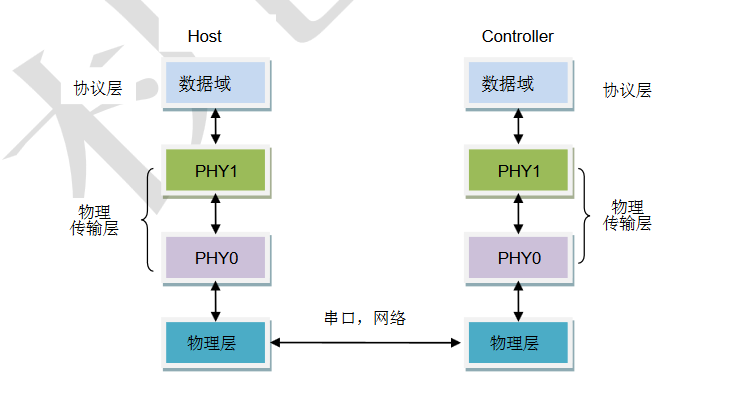 Host
Controller
协议层
数据域
数据域
协议层
PHY1
PHY1
物理
传输层
物理
传输层
PHY0
PHY0
串口，网络
物理层
物理层